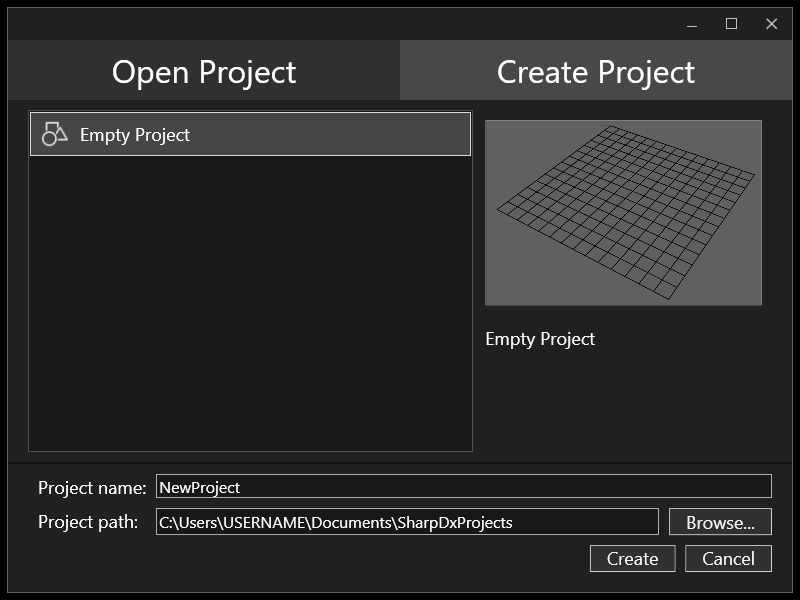 Open Project
Create Project
Empty Project
Empty Project
Project name: NewProject
Project path: C:\Users\USERNAME\Documents\SharpDxProjects Browse...
Create Cancel